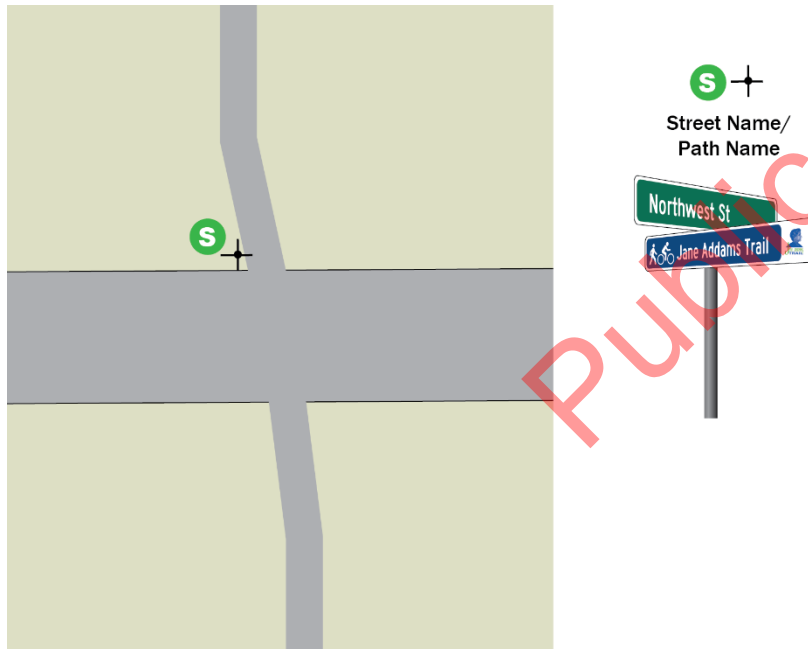 S
S
Street Name/
Path Name
Northwest St
Jane Addams Trail
Public